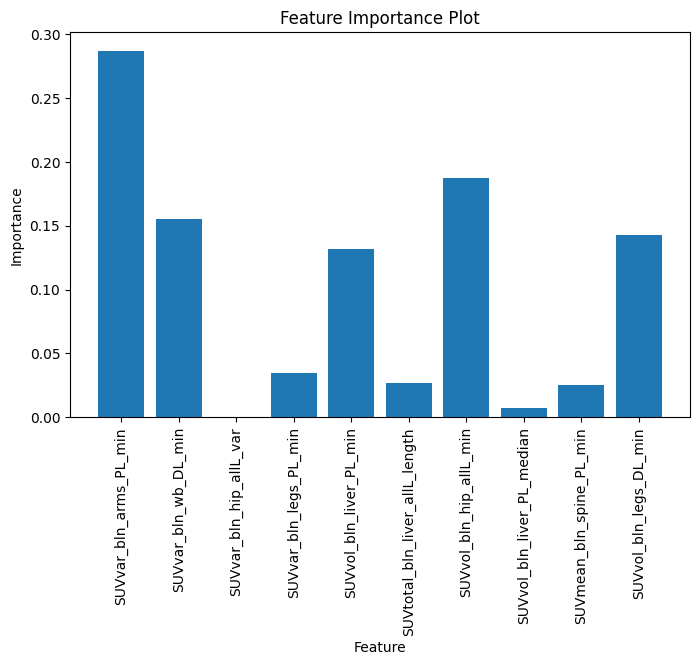 Feature Importance Plot
0.30
0.25
0.20
0.15
0.10
0.05
0.00
Importance
SUVvar_bln_arms_PL_min
SUVvar_bln_wb_DL_min
SUVvar_bln_hip_allL_var
SUVvar_bln_legs_PL_min
SUVvol_bln_liver_PL_min
SUVtotal_bln_liver_allL_length
SUVvol_bln_hip_allL_min
SUVvol_bln_liver_PL_median
SUVmean_bln_spine_PL_min
SUVvol_bln_legs_DL_min
Feature